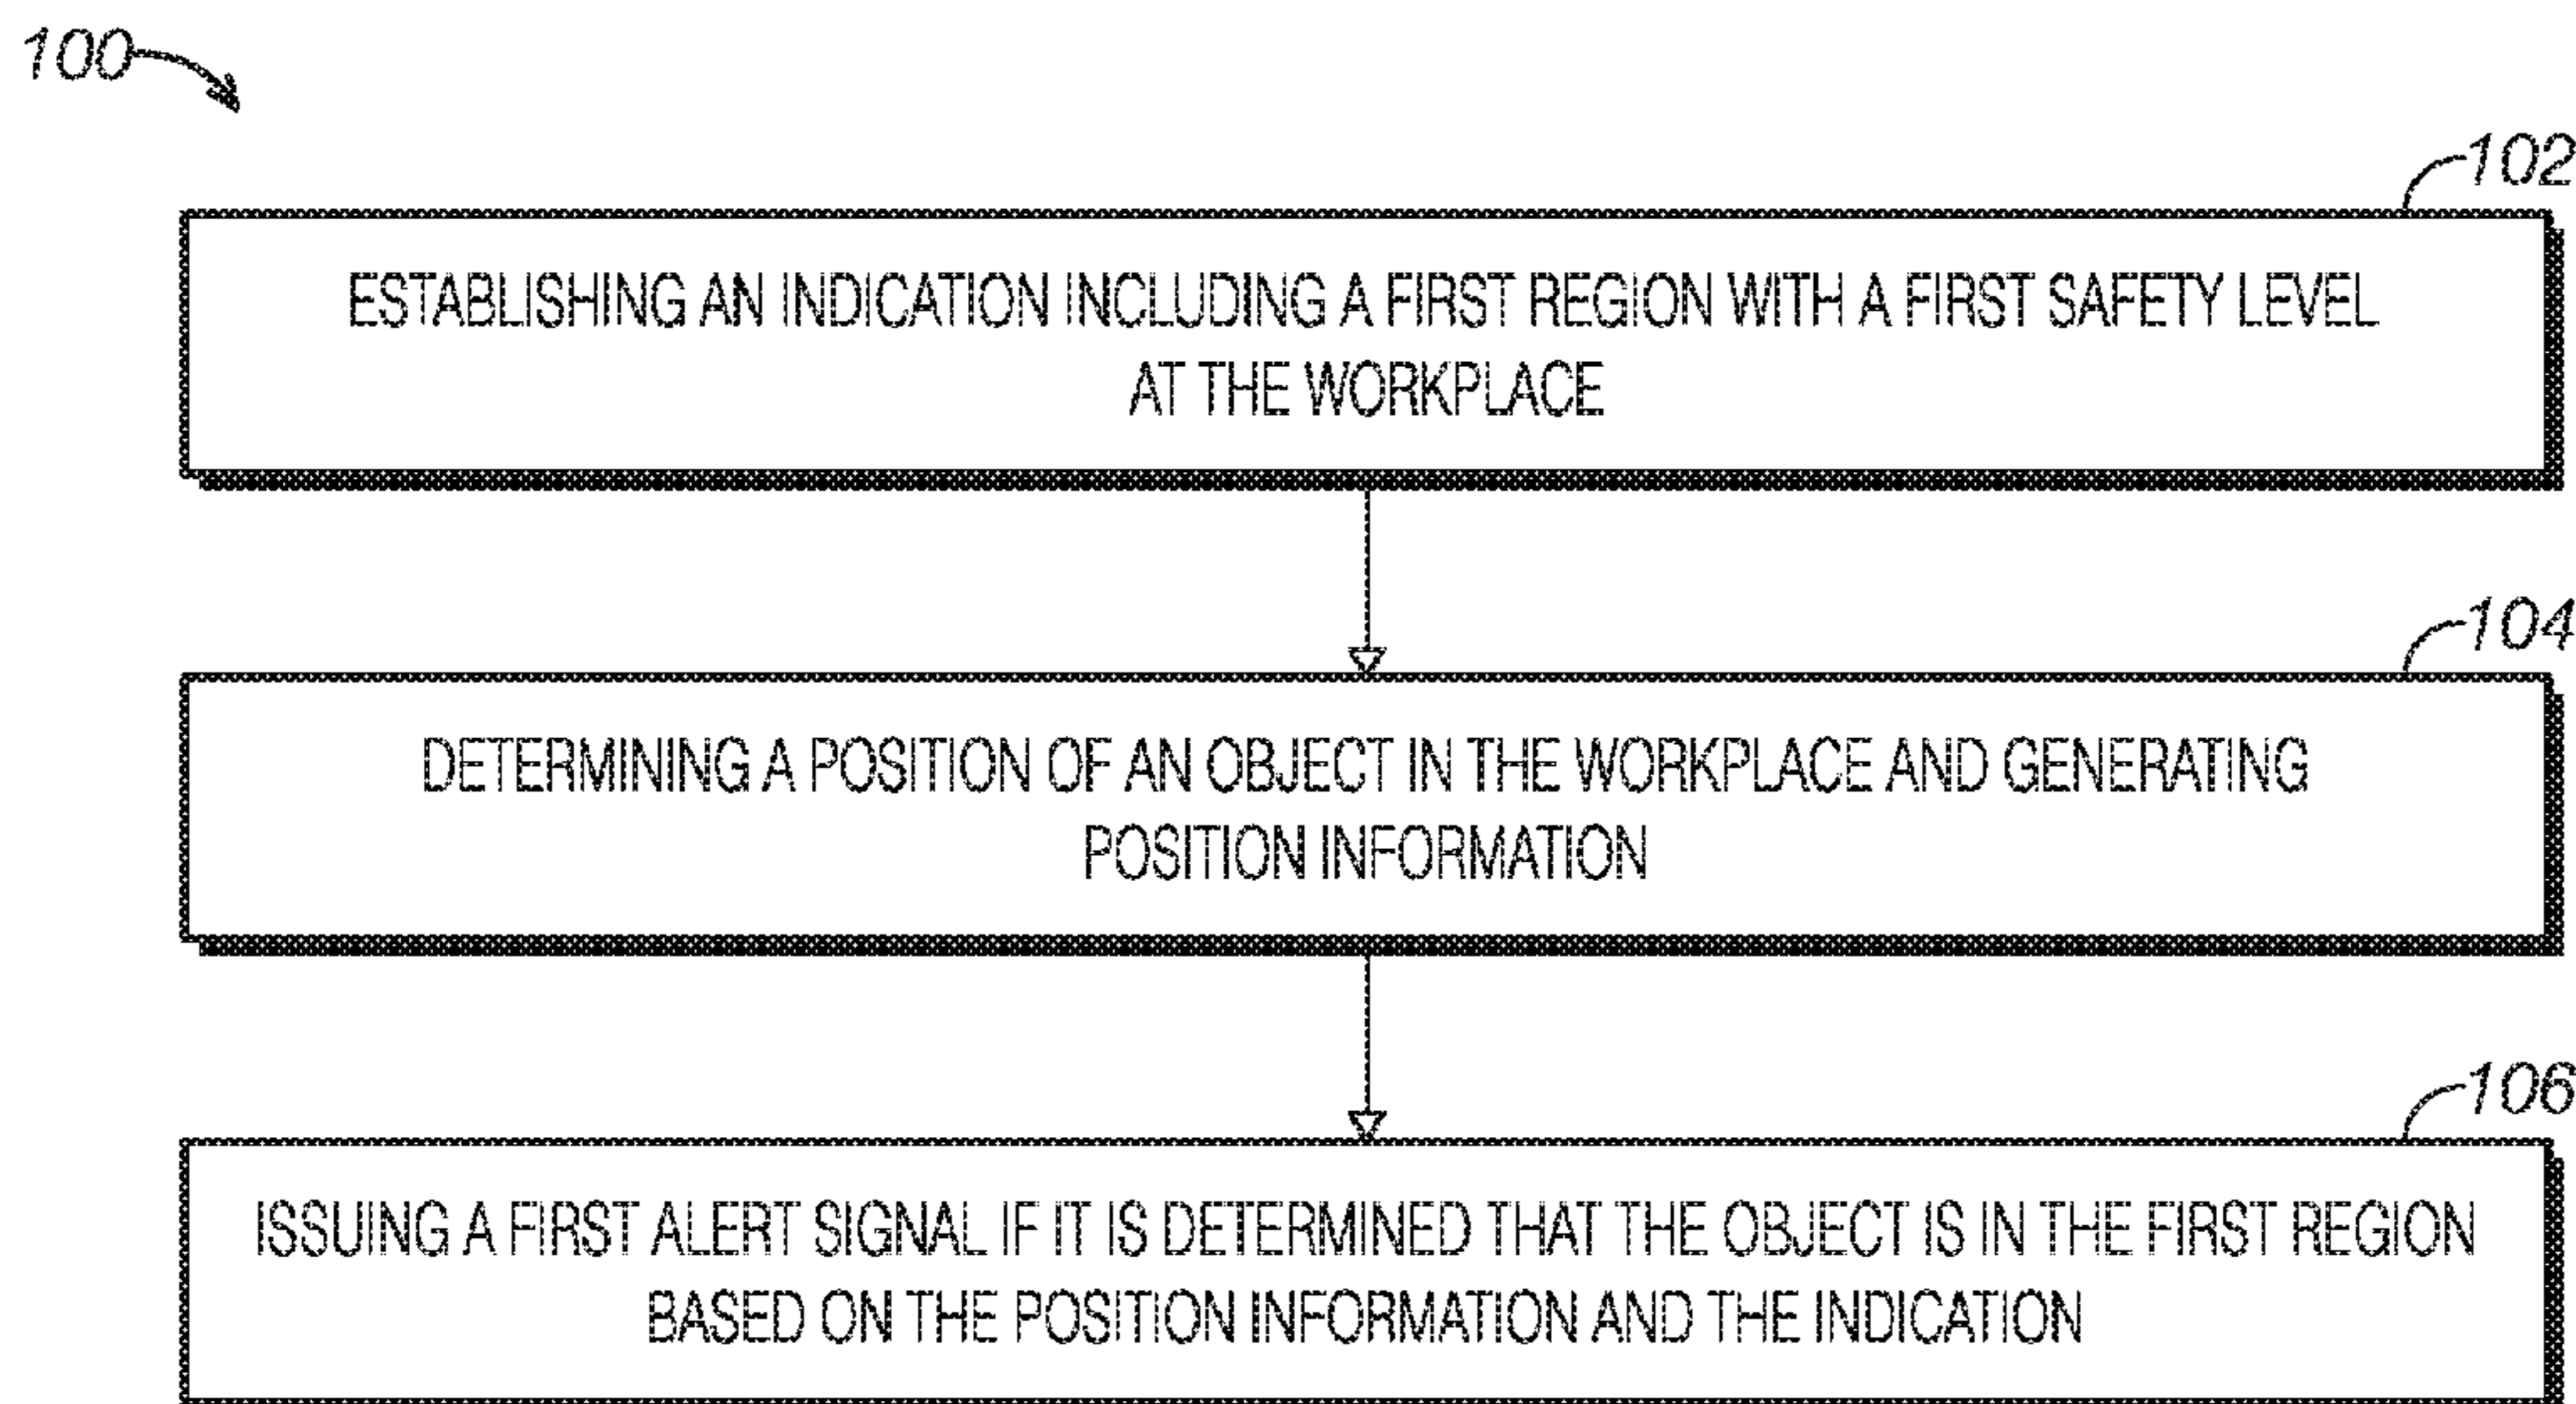 100
102
ESTABLISHING AN INDICATION INCLUDING A FIRST REGION WITH A FIRST SAFETY LEVEL
AT THE WORKPLACE
104
DETERMINING A POSITION OF AN OBJECT IN THE WORKPLACE AND GENERATING
POSITION INFORMATION
106
ISSUING A FIRST ALERT SIGNAL IF IT IS DETERMINED THAT THE OBJECT IS IN THE FIRST REGION
BASED ON THE POSITION INFORMATION AND THE INDICATION